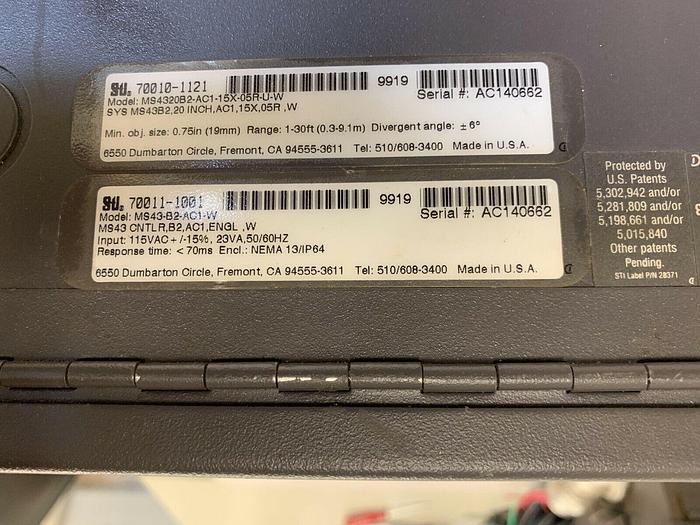 STI. 70010-1121 9919 Serial #: AC140662
Model: MS4320B2-AC1-15X-05R-U-W
SYS MS43B2,20 INCH,AC1,15X,05R ,W
Min. obj. size: 0.75in (19mm) Range: 1-30ft (0.3-9.1m) Divergent angle: ± 6°
6550 Dumbarton Circle, Fremont, CA 94555-3611 Tel: 510/608-3400 Made in U.S.A.
STI. 70011-1001 9919 Serial #: AC140662
Model: MS43-B2-AC1-W
MS43 CNTLR,B2,AC1,ENGL ,W
Input: 115VAC + /-15%, 23VA,50/60HZ
Response time: < 70ms Encl.: NEMA 13/IP64
6550 Dumbarton Circle, Fremont, CA 94555-3611 Tel: 510/608-3400 Made in U.S.A.
Protected by
U.S. Patents
5,302,942 and/or
5,281,809 and/or
5,198,661 and/or
5,015,840
Other patents
Pending.
STI Label P/N 28371